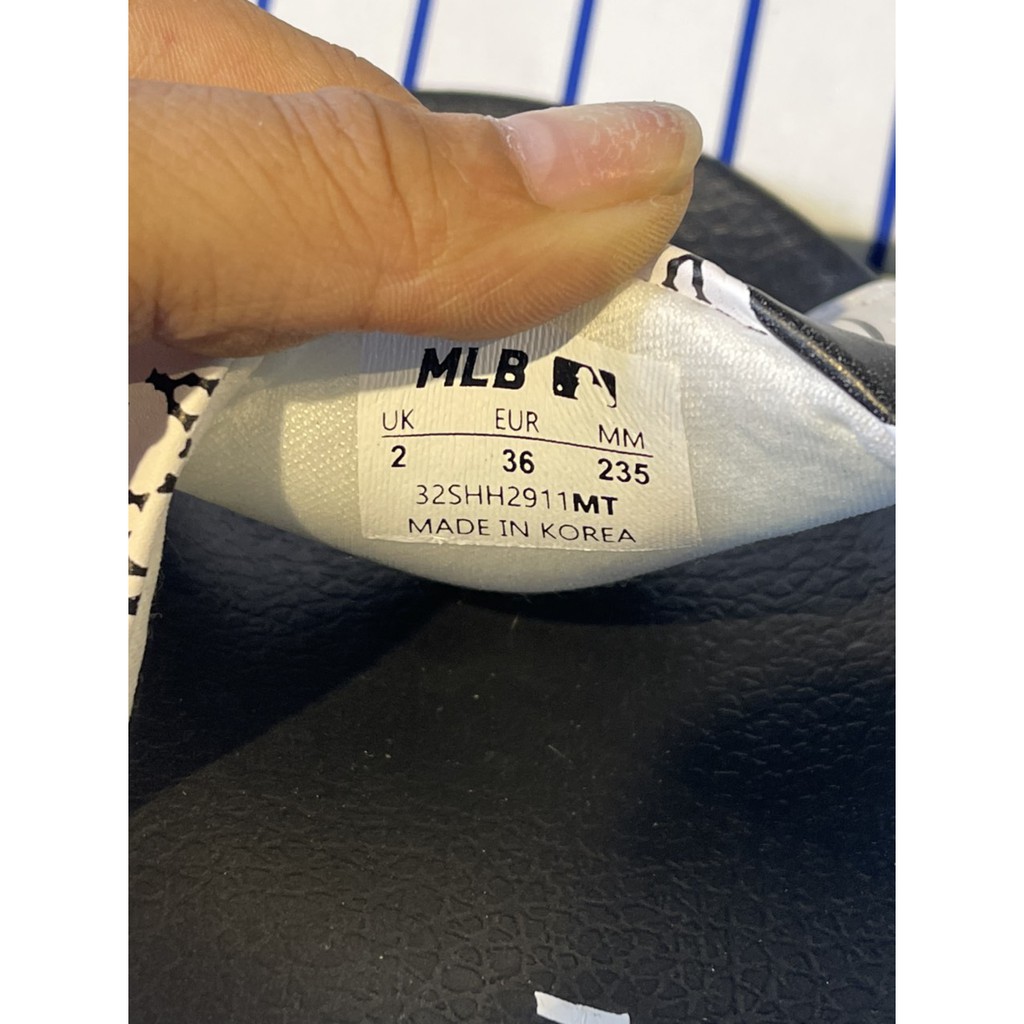 MLB
UK EUR MM
2 36 235
32SHH2911MT
MADE IN KOREA